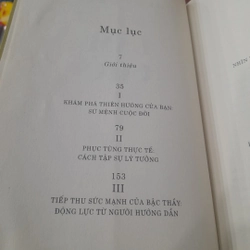 Mục lục
7
Giới thiệu
35
I
KHÁM PHÁ THIÊN HƯỚNG CỦA BẠN:
SỨ MỆNH CUỘC ĐỜI
79
II
PHỤC TÙNG THỰC TẾ:
CÁCH TẬP SỰ LÝ TƯỞNG
153
III
TIẾP THU SỨC MẠNH CỦA BẬC THẦY:
ĐỘNG LỰC TỪ NGƯỜI HƯỚNG DẪN